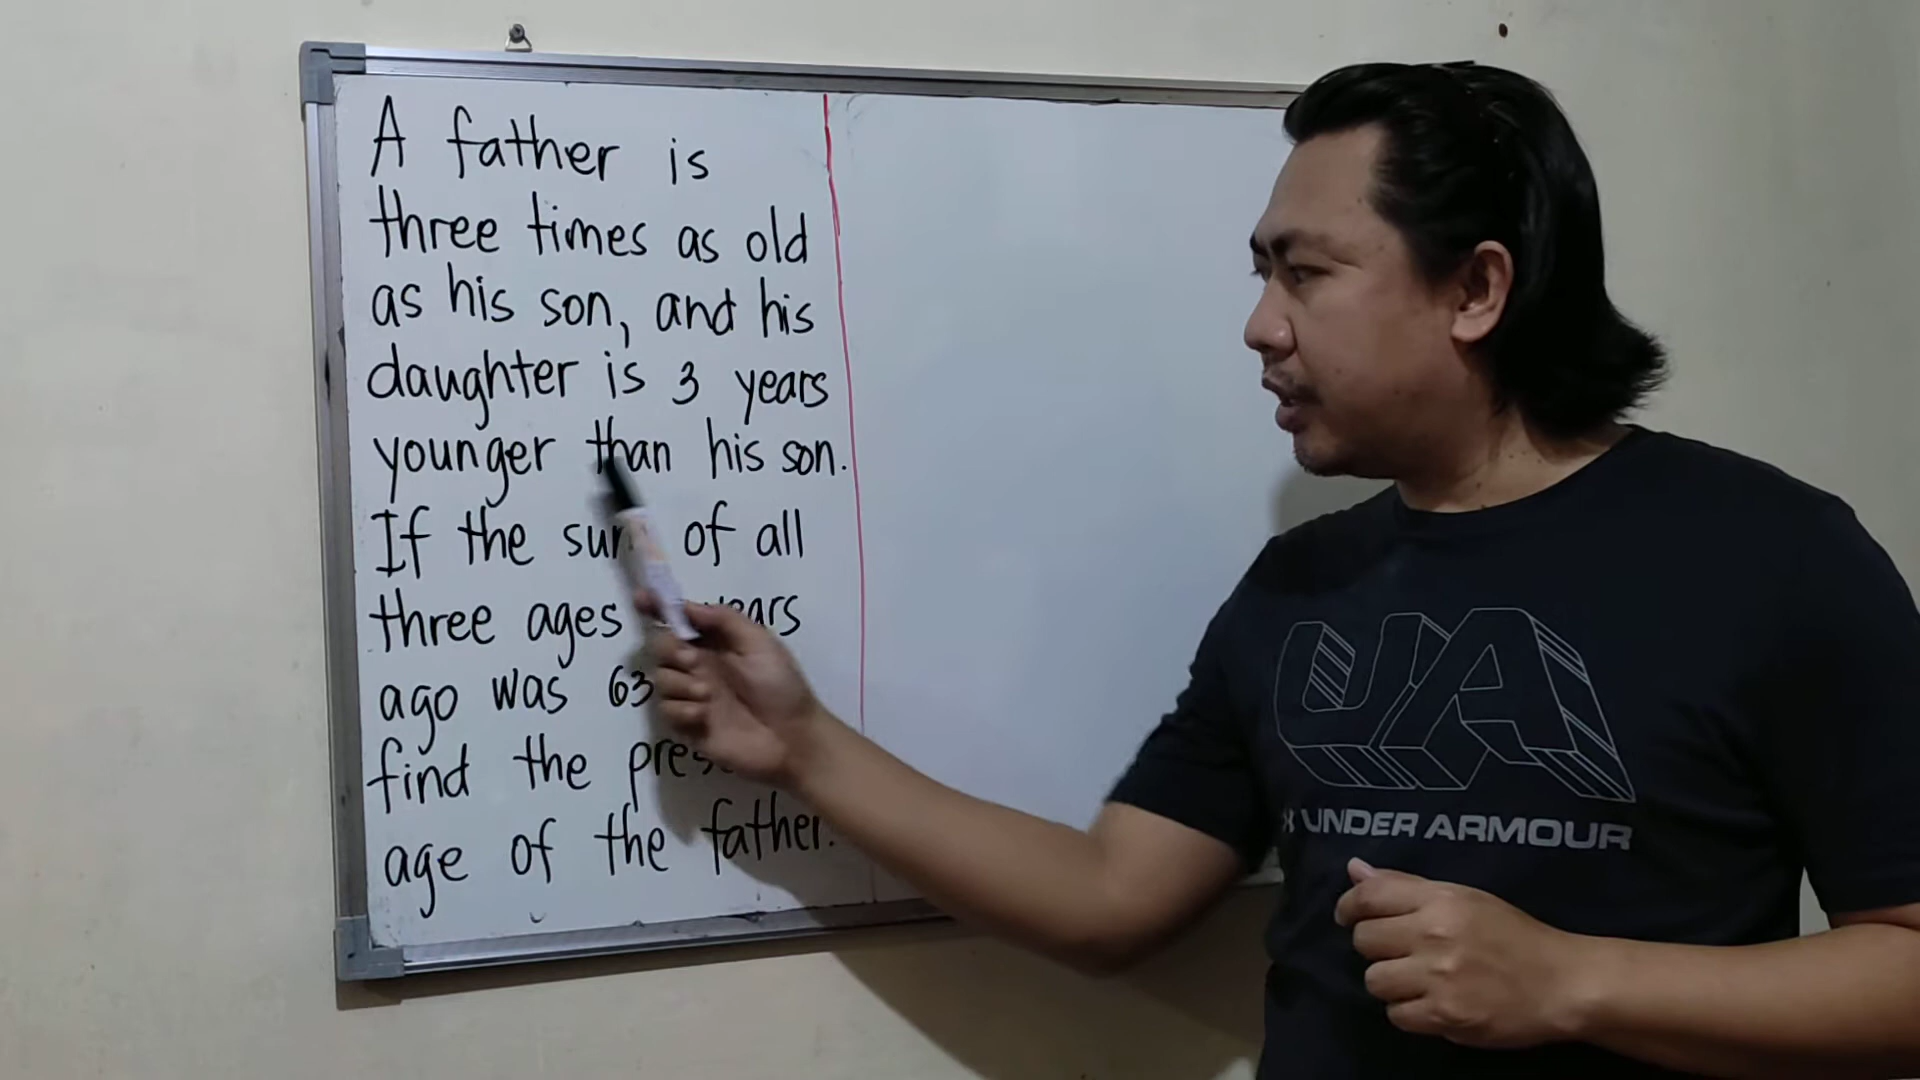 A father is
three times as old
as his son, and his
daughter is 3 years
younger than his son.
If the sum of all
three ages years
ago was 63
find the
age of the father.
UA
UNDER ARMOUR